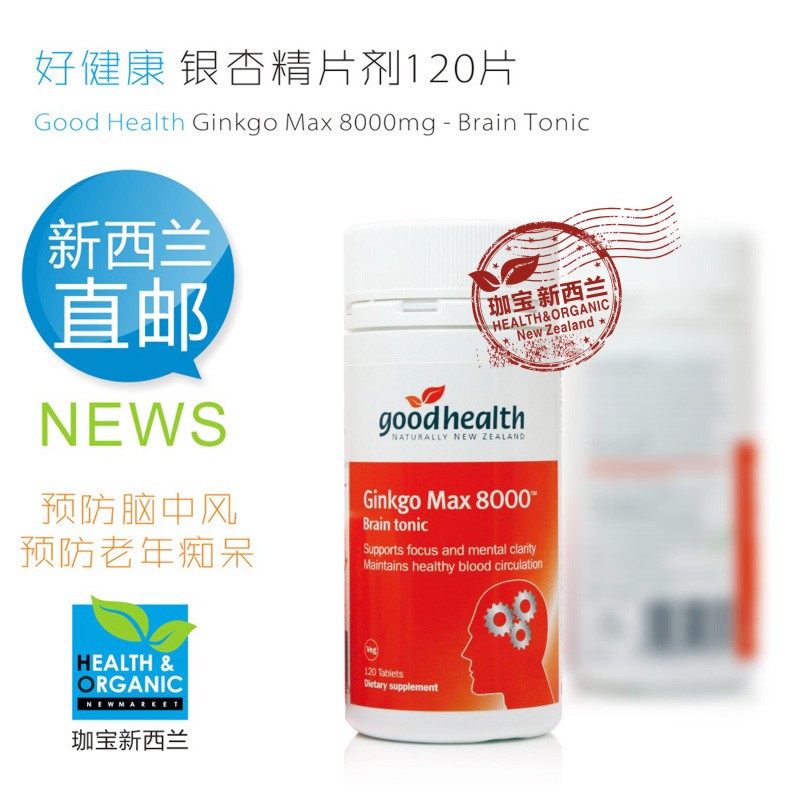 好健康 银杏精片剂120片
Good Health Ginkgo Max 8000mg - Brain Tonic
新西兰
直邮
NEWS
预防脑中风
预防老年痴呆
HEALTH &
ORGANIC
NEWMARKET
珈宝新西兰
珈宝 新西兰
HEALTH&ORGANIC
New Zealand
goodhealth
NATURALLY NEW ZEALAND
Ginkgo Max 8000™
Brain tonic
Supports focus and mental clarity
Maintains healthy blood circulation
Veg
120 Tablets
Dietary supplement